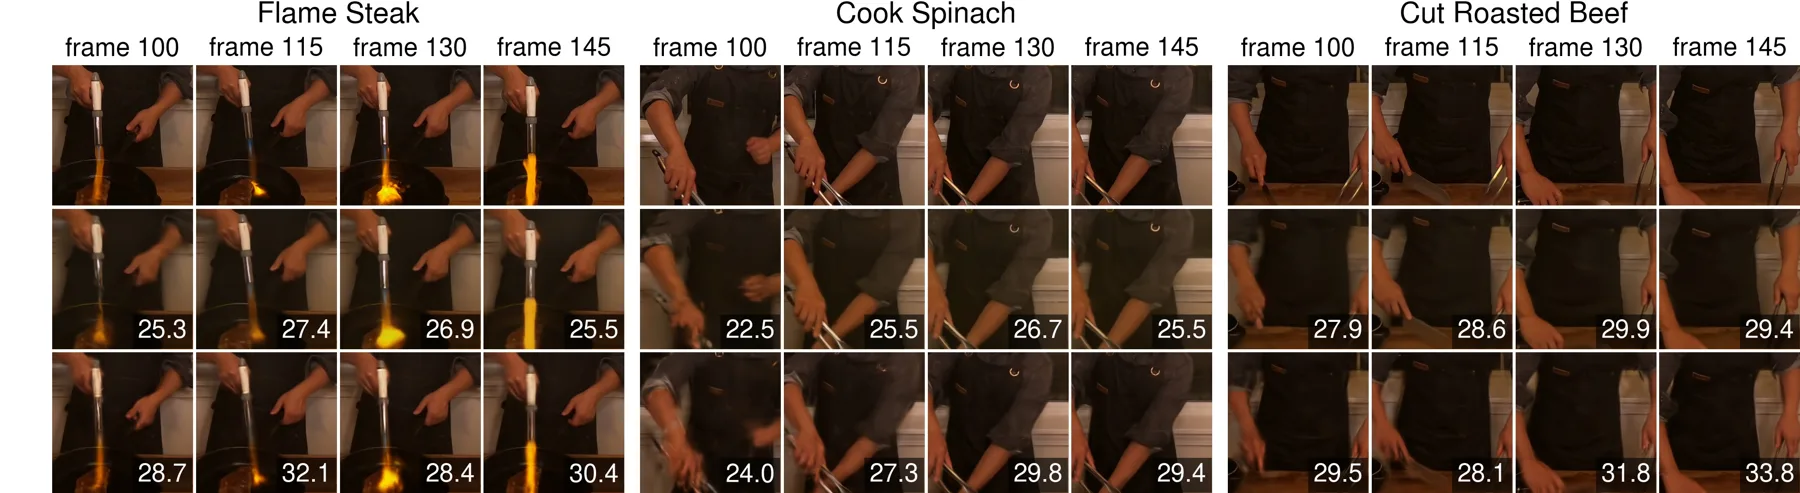 Flame Steak Cook Spinach Cut Roasted Beef
frame 100 frame 115 frame 130 frame 145 frame 100 frame 115 frame 130 frame 145 frame 100 frame 115 frame 130 frame 145
25.3 27.4 26.9 25.5 22.5 25.5 26.7 25.5 27.9 28.6 29.9 29.4
28.7 32.1 28.4 30.4 24.0 27.3 29.8 29.4 29.5 28.1 31.8 33.8